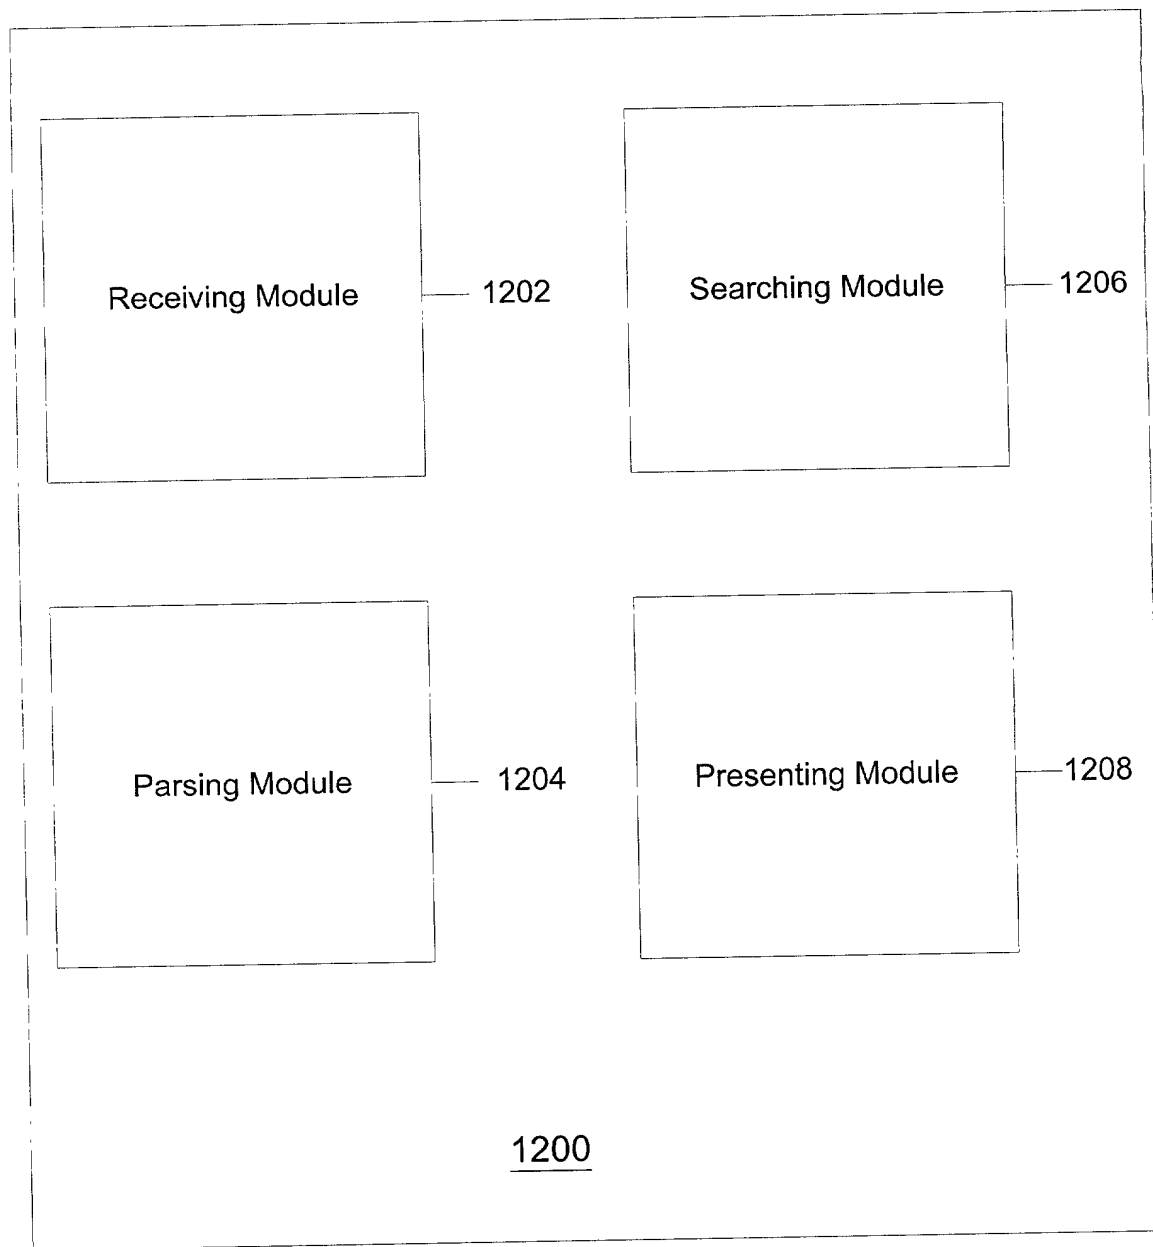 Receiving Module
1202
Searching Module
1206
Parsing Module
1204
Presenting Module
1208
1200